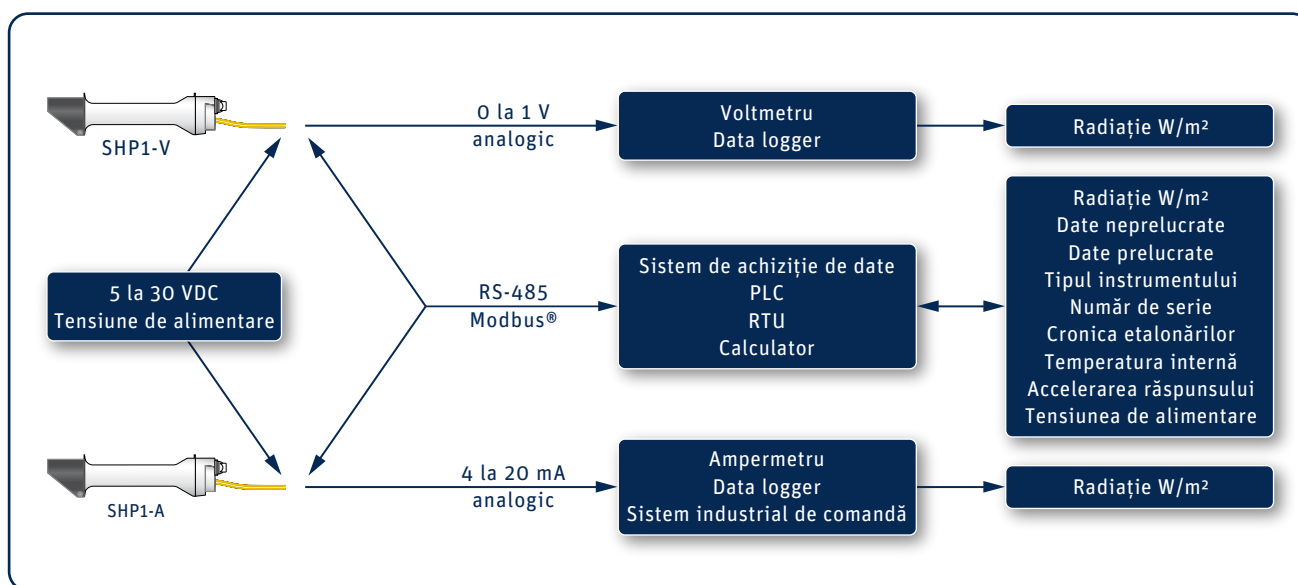 SHP1-V
0 la 1 V
analogic
Voltmetru
Data logger
Radiație W/m²
5 la 30 VDC
Tensiune de alimentare
RS-485
Modbus®
Sistem de achiziție de date
PLC
RTU
Calculator
Radiație W/m²
Date neprelucrate
Date prelucrate
Tipul instrumentului
Număr de serie
Cronica etalonărilor
Temperatura internă
Accelerarea răspunsului
Tensiunea de alimentare
SHP1-A
4 la 20 mA
analogic
Ampermetru
Data logger
Sistem industrial de comandă
Radiație W/m²